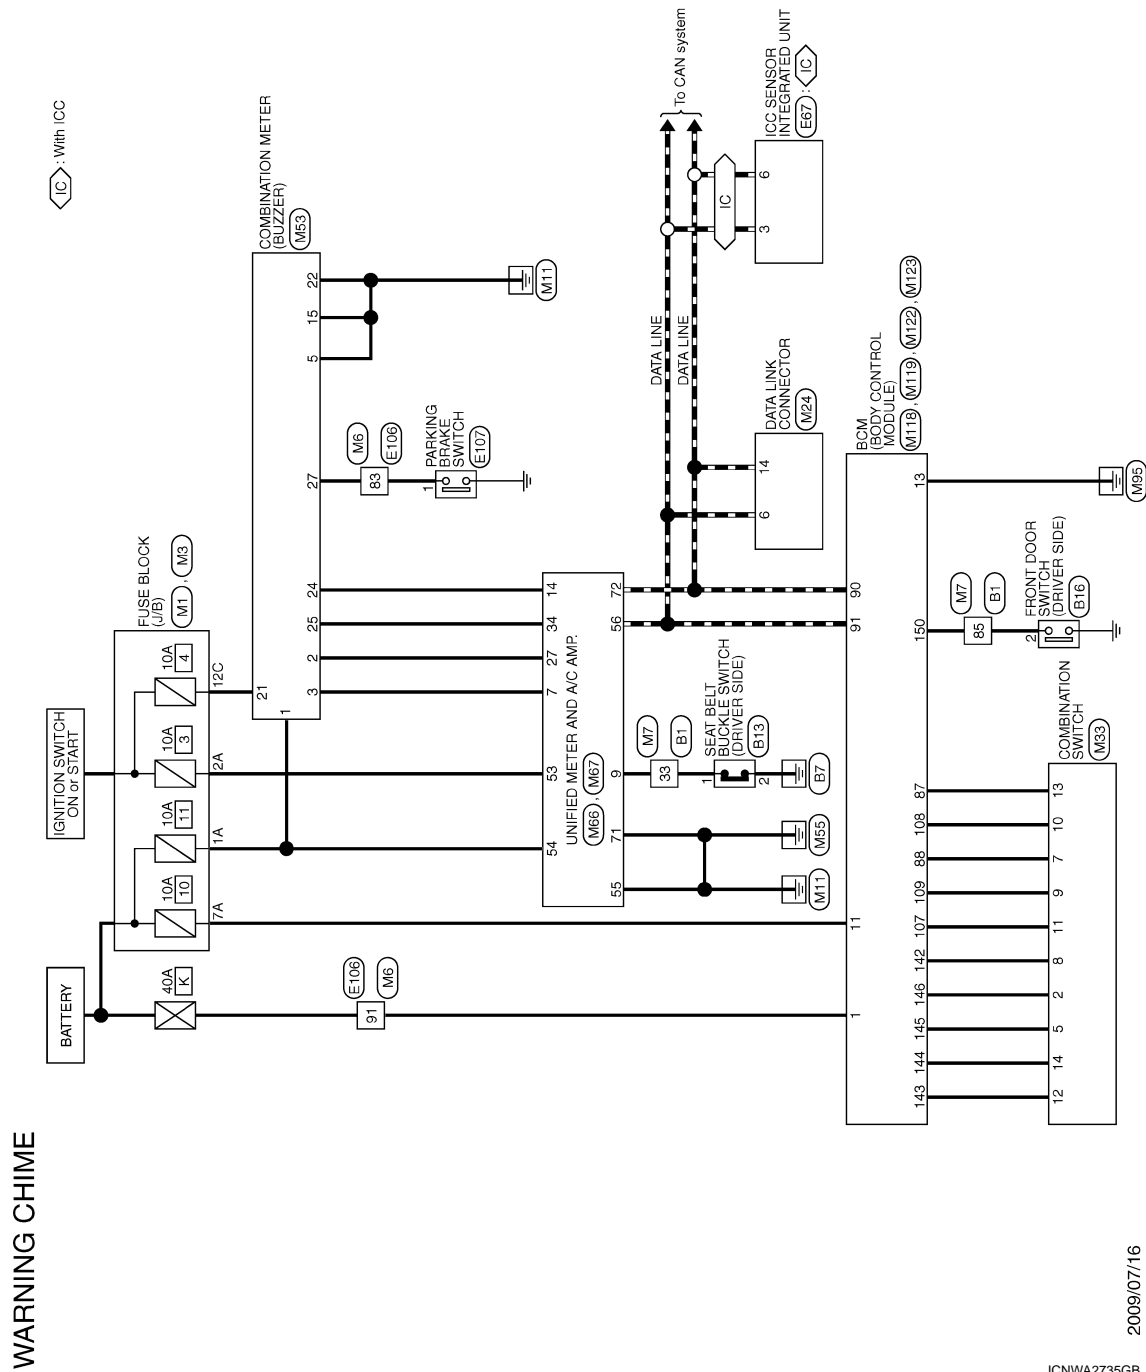 WARNING CHIME
IC : With ICC
BATTERY
IGNITION SWITCH
ON or START
FUSE BLOCK
(J/B)
M1 , M3
40A
K
10A
10
10A
11
10A
3
10A
4
7A
1A
2A
12C
E106
91
M6
COMBINATION METER
(BUZZER)
M53
21
1
3
2
25
24
27
5
15
22
M6
83
E106
1
PARKING
BRAKE
SWITCH
E107
M11
54
53
7
27
34
14
UNIFIED METER AND A/C AMP.
M66 , M67
55
71
9
56
72
M11
M55
M7
33
B1
1
2
SEAT BELT
BUCKLE SWITCH
(DRIVER SIDE)
B13
B7
DATA LINE
DATA LINE
To CAN system
6
14
DATA LINK
CONNECTOR
M24
IC
3
6
ICC SENSOR
INTEGRATED UNIT
E67 : IC
1
11
91
90
BCM
(BODY CONTROL
MODULE)
M118 , M119 , M122 , M123
143
144
145
146
142
107
109
88
108
87
150
13
12
14
5
2
8
11
9
7
10
13
COMBINATION
SWITCH
M33
M7
85
B1
2
FRONT DOOR
SWITCH
(DRIVER SIDE)
B16
M95
2009/07/16
JCNWA2735GB